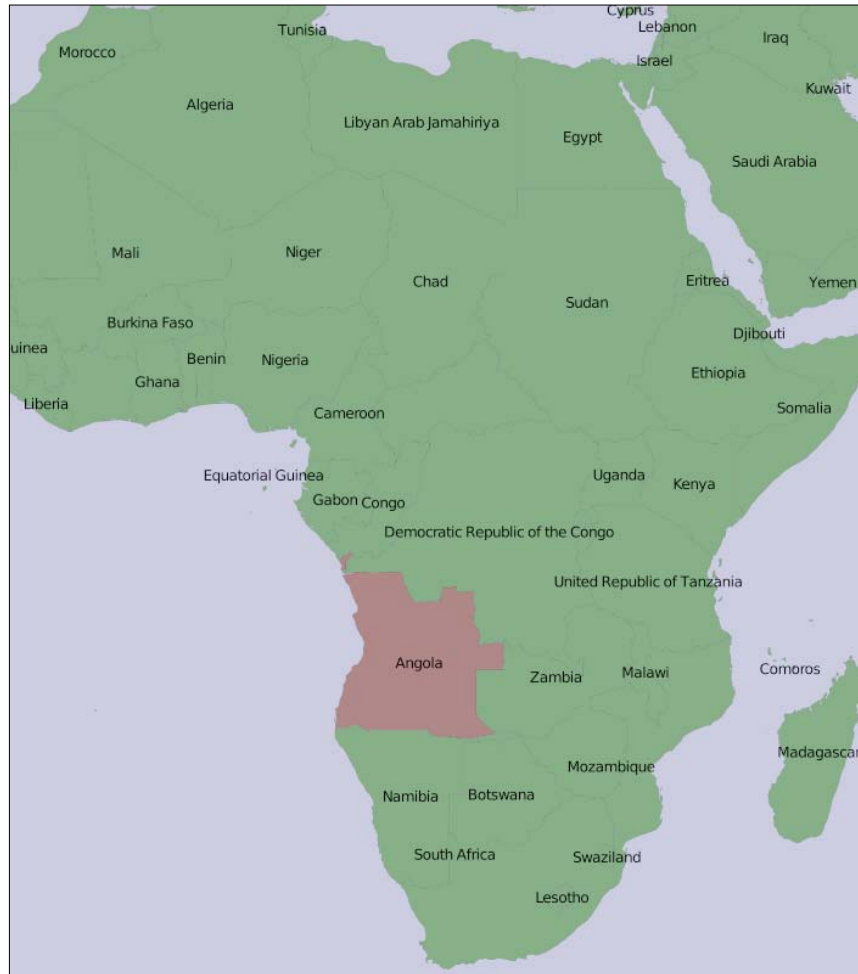 Cyprus
Tunisia
Lebanon
Morocco
Iraq
Israel
Kuwait
Algeria
Libyan Arab Jamahiriya
Egypt
Saudi Arabia
Mali
Niger
Chad
Eritrea
Yemen
Sudan
Burkina Faso
Djibouti
uinea
Benin
Nigeria
Ghana
Ethiopia
Liberia
Cameroon
Somalia
Equatorial Guinea
Uganda
Kenya
Gabon
Congo
Democratic Republic of the Congo
United Republic of Tanzania
Angola
Comoros
Zambia
Malawi
Madagascar
Mozambique
Namibia
Botswana
South Africa
Swaziland
Lesotho